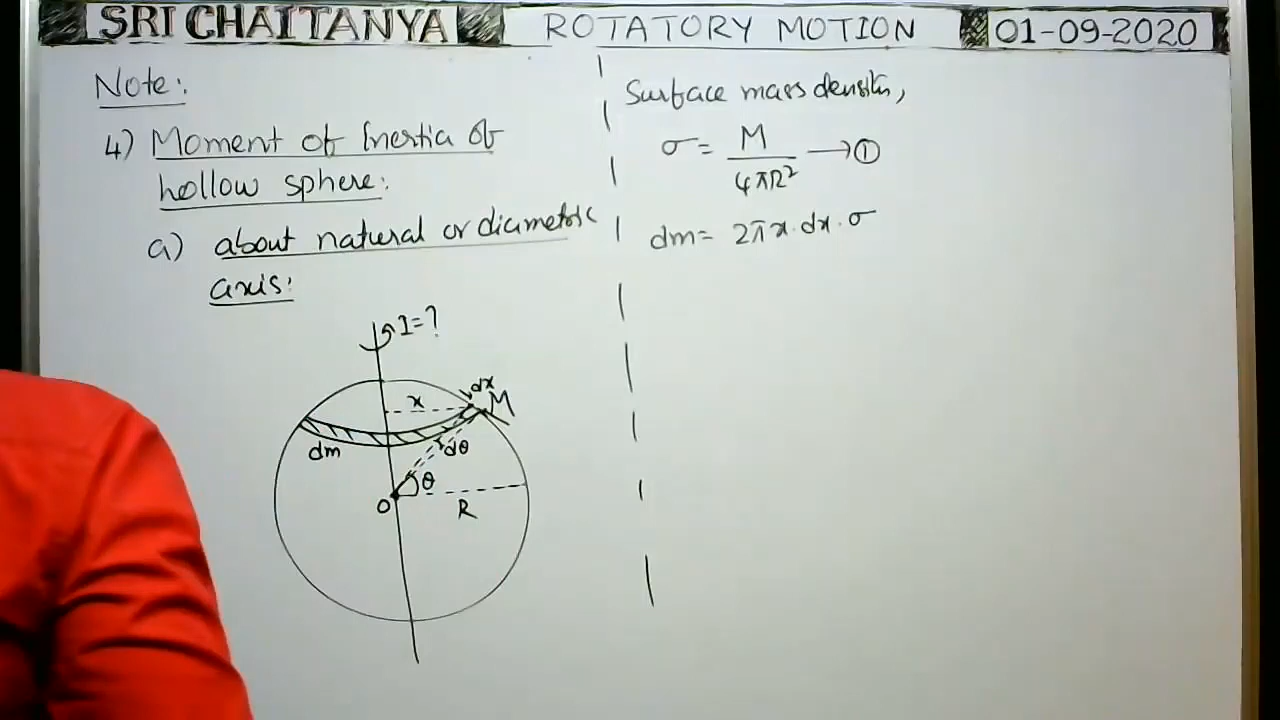 SRI CHAITANYA
ROTATORY MOTION
01-09-2020
Note:
4) Moment of Inertia of
hollow sphere:
a) about natural or diametric
axis:
I=?
x
dx
M
dm
dθ
θ
O
R
Surface mass density,
σ = M / 4πR² → ①
dm = 2πx·dx·σ